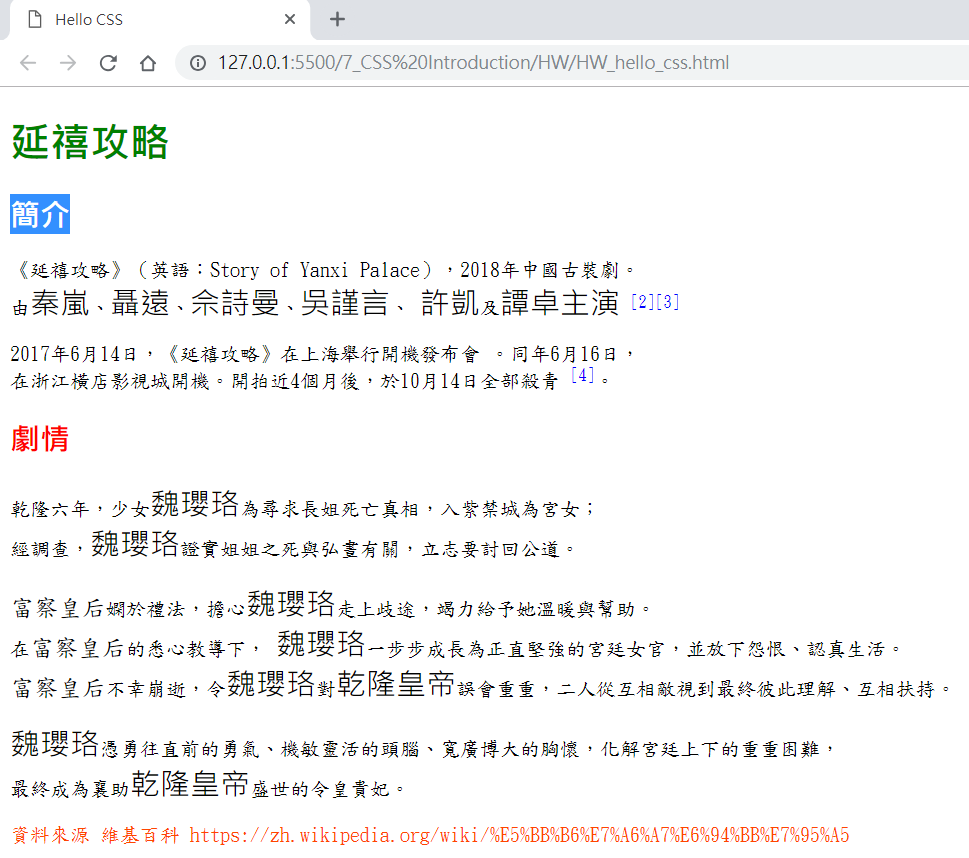 Hello CSS
127.0.0.1:5500/7_CSS%20Introduction/HW/HW_hello_css.html
延禧攻略
簡介
《延禧攻略》（英語：Story of Yanxi Palace），2018年中國古裝劇。
由秦嵐、聶遠、佘詩曼、吳謹言、 許凱及譚卓主演 [2][3]
2017年6月14日，《延禧攻略》在上海舉行開機發布會 。同年6月16日，
在浙江橫店影視城開機。開拍近4個月後，於10月14日全部殺青 [4]。
劇情
乾隆六年，少女魏瓔珞為尋求長姐死亡真相，入紫禁城為宮女；
經調查，魏瓔珞證實姐姐之死與弘晝有關，立志要討回公道。
富察皇后嫻於禮法，擔心魏瓔珞走上歧途，竭力給予她溫暖與幫助。
在富察皇后的悉心教導下， 魏瓔珞一步步成長為正直堅強的宮廷女官，並放下怨恨、認真生活。
富察皇后不幸崩逝，令魏瓔珞對乾隆皇帝誤會重重，二人從互相敵視到最終彼此理解、互相扶持。
魏瓔珞憑勇往直前的勇氣、機敏靈活的頭腦、寬廣博大的胸懷，化解宮廷上下的重重困難，
最終成為襄助乾隆皇帝盛世的令皇貴妃。
資料來源 維基百科 https://zh.wikipedia.org/wiki/%E5%BB%B6%E7%A6%A7%E6%94%BB%E7%95%A5